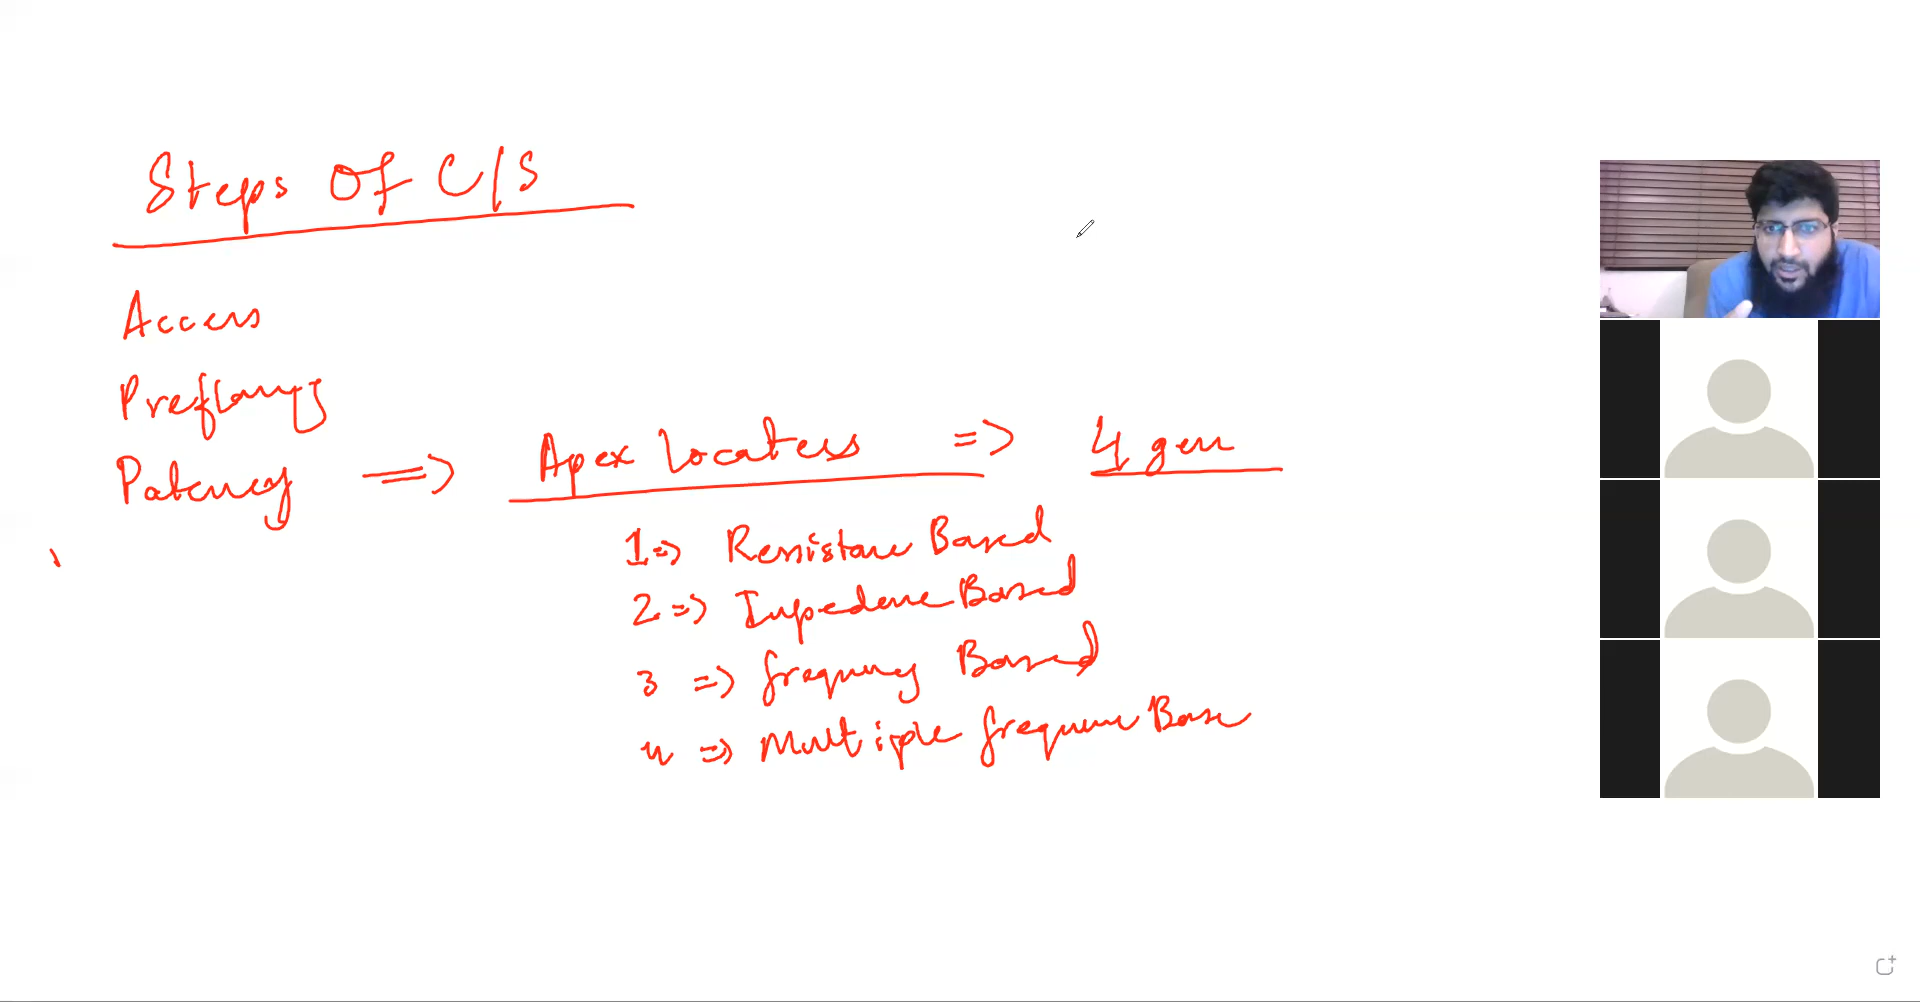 Steps Of C/S
Access
Preflaring
Patency => Apex Locaters => 4 gen
1=> Resistance Based
2 => Impedence Based
3 => frequency Based
4 => Multiple frequence Base